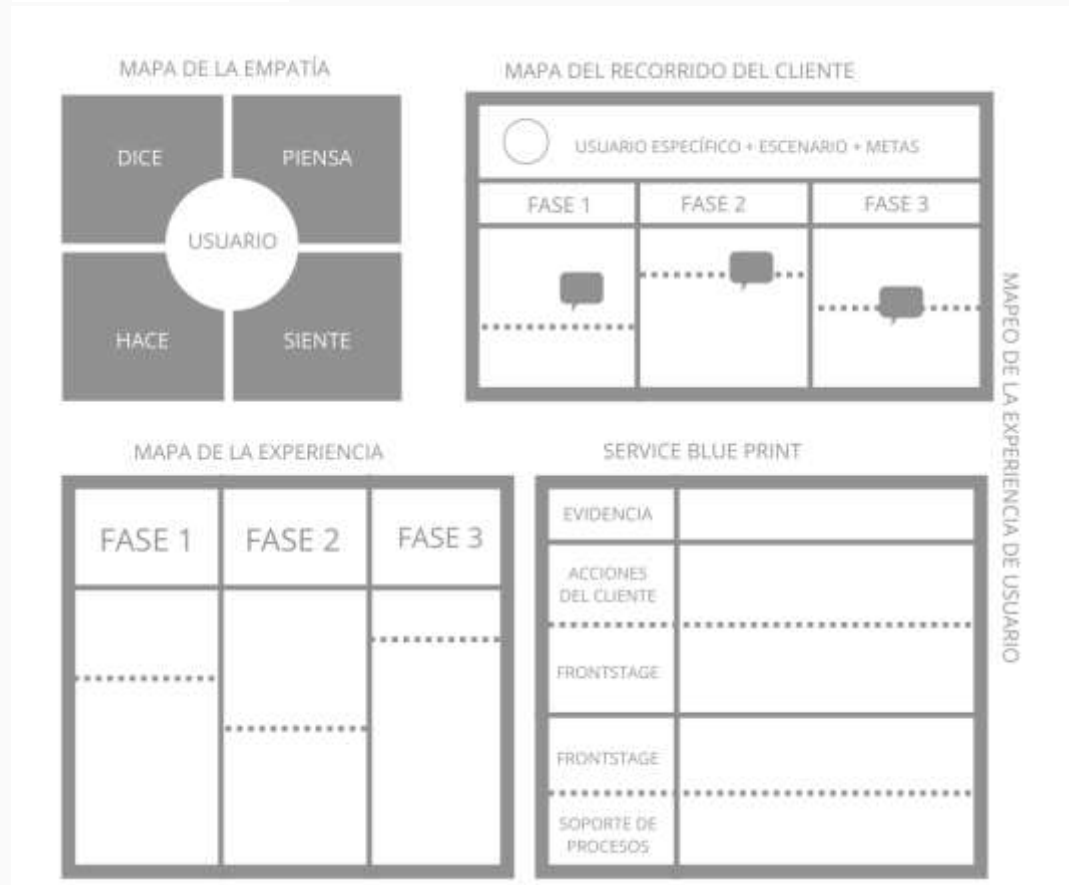 MAPA DE LA EMPATÍA
DICE
PIENSA
USUARIO
HACE
SIENTE
MAPA DEL RECORRIDO DEL CLIENTE
USUARIO ESPECÍFICO + ESCENARIO + METAS
FASE 1
FASE 2
FASE 3
MAPA DE LA EXPERIENCIA
FASE 1
FASE 2
FASE 3
SERVICE BLUE PRINT
EVIDENCIA
ACCIONES
DEL CLIENTE
FRONTSTAGE
FRONTSTAGE
SOPORTE DE
PROCESOS
MAPEO DE LA EXPERIENCIA DE USUARIO